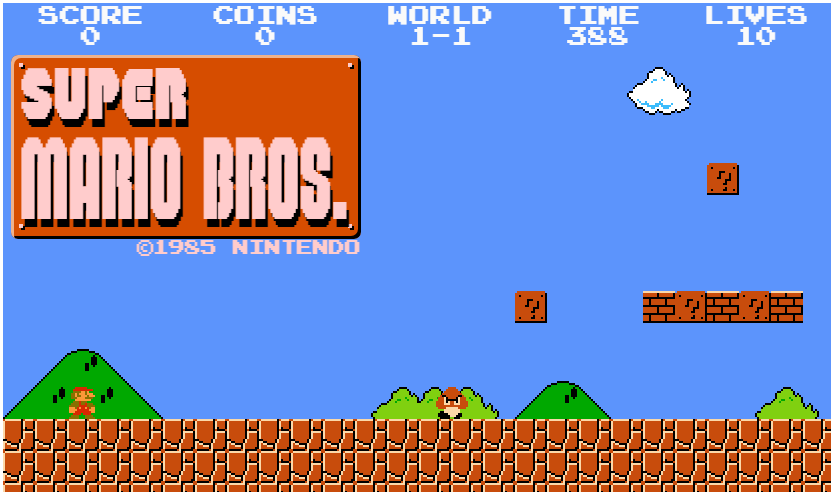 SCORE COINS WORLD TIME LIVES
0 0 1-1 388 10
SUPER
MARIO BROS.
©1985 NINTENDO
?
? ? ?